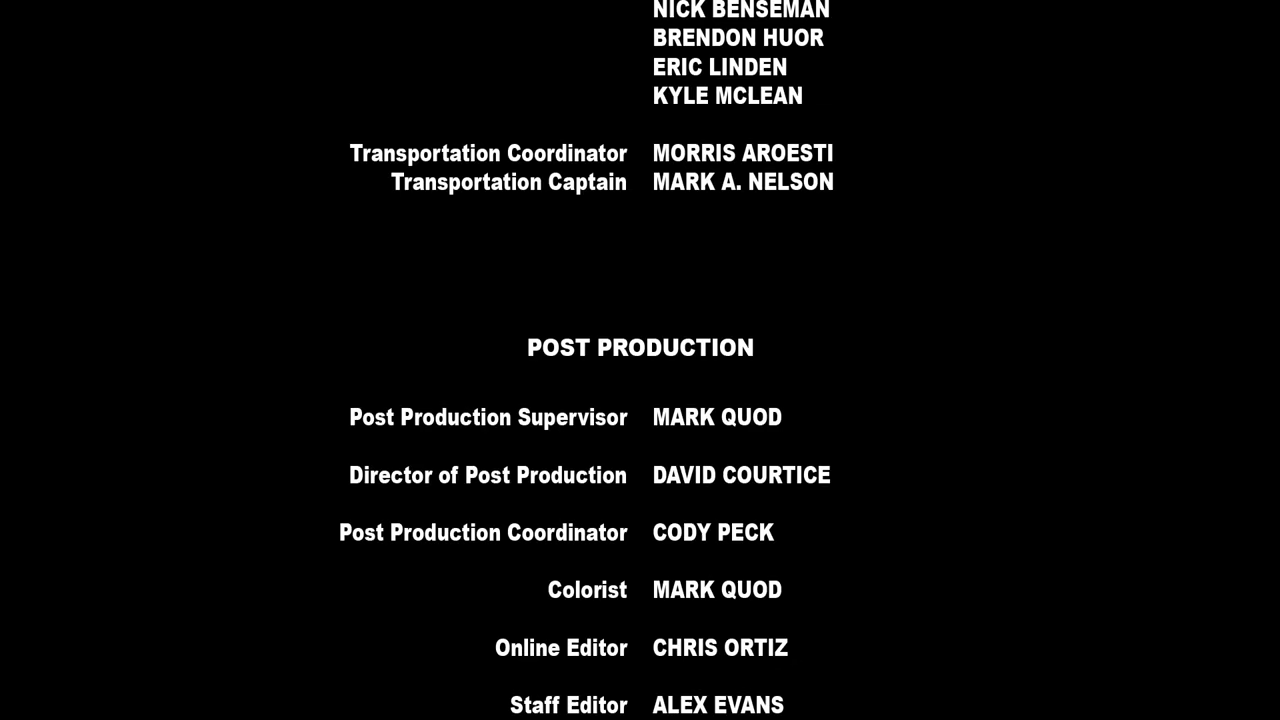 NICK BENSEMAN
BRENDON HUOR
ERIC LINDEN
KYLE MCLEAN
Transportation Coordinator MORRIS AROESTI
Transportation Captain MARK A. NELSON
POST PRODUCTION
Post Production Supervisor MARK QUOD
Director of Post Production DAVID COURTICE
Post Production Coordinator CODY PECK
Colorist MARK QUOD
Online Editor CHRIS ORTIZ
Staff Editor ALEX EVANS